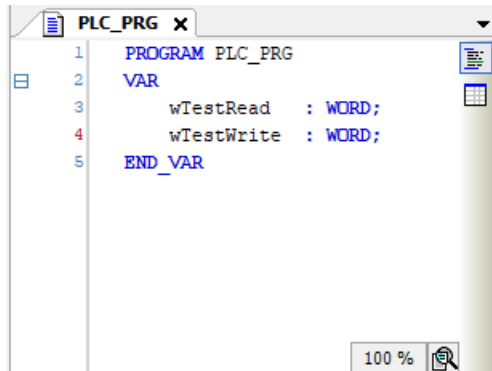 PLC_PRG X
1 PROGRAM PLC_PRG
2 VAR
3 wTestRead : WORD;
4 wTestWrite : WORD;
5 END_VAR
100 %